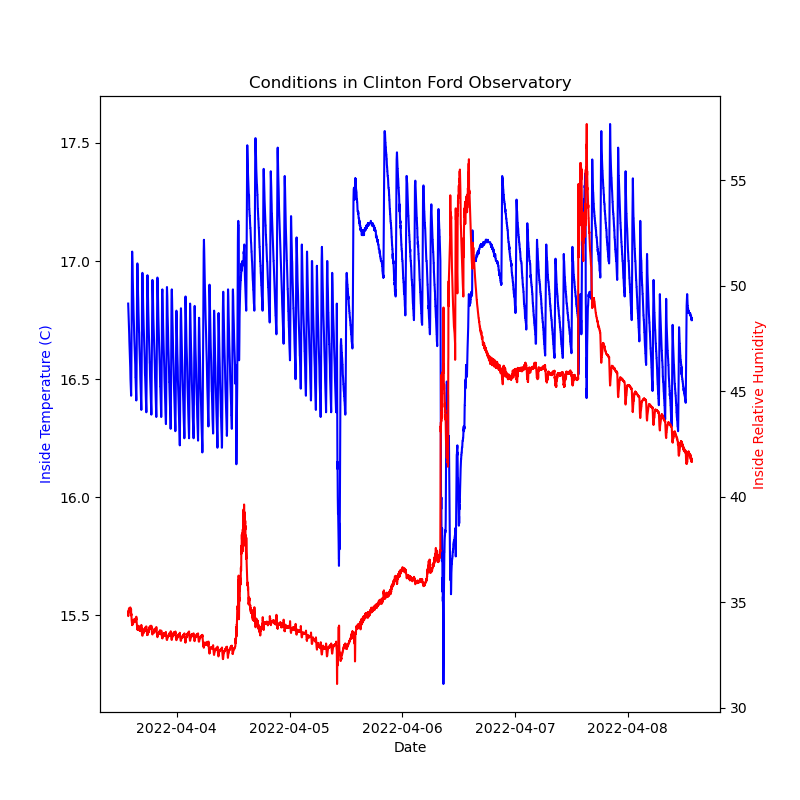 Conditions in Clinton Ford Observatory
17.5
17.0
16.5
16.0
15.5
Inside Temperature (C)
55
50
45
40
35
30
Inside Relative Humidity
2022-04-04 2022-04-05 2022-04-06 2022-04-07 2022-04-08
Date